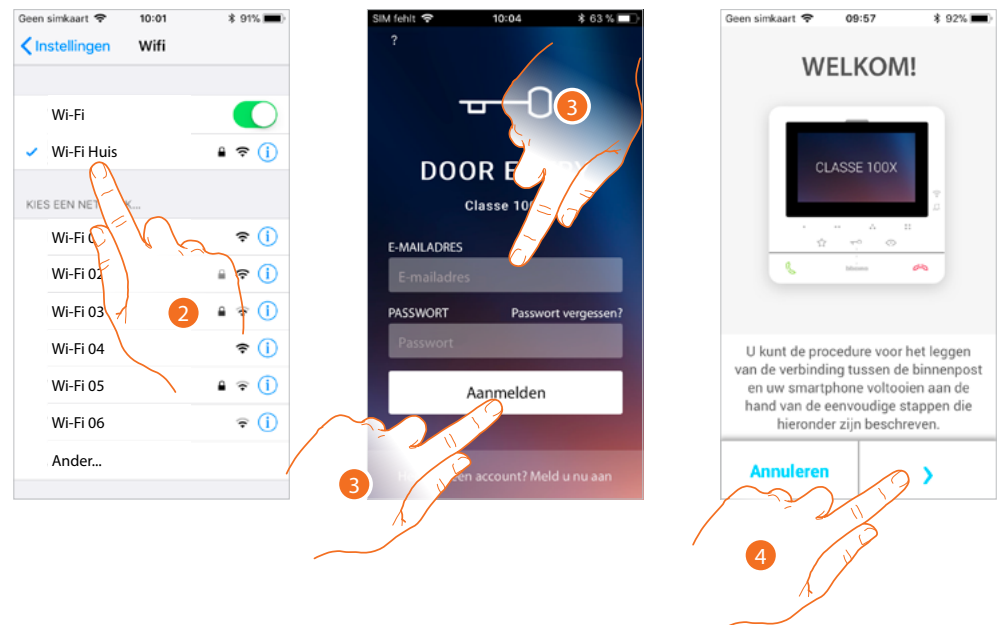 Geen simkaart 10:01 91%
Instellingen Wifi
Wi-Fi
Wi-Fi Huis
KIES EEN
Wi-Fi
Wi-Fi 02
Wi-Fi 03
Wi-Fi 04
Wi-Fi 05
Wi-Fi 06
Ander...
2
SIM fehlt 10:04 63 %
?
3
DOOR
Classe
E-MAILADRES
E-mailadres
PASSWORT Passwort vergessen?
Passwort
Aanmelden
een account? Meld u nu aan
3
Geen simkaart 09:57 92%
WELKOM!
CLASSE 100X
U kunt de procedure voor het leggen
van de verbinding tussen de binnenpost
en uw smartphone voltooien aan de
hand van de eenvoudige stappen die
hieronder zijn beschreven.
Annuleren
4